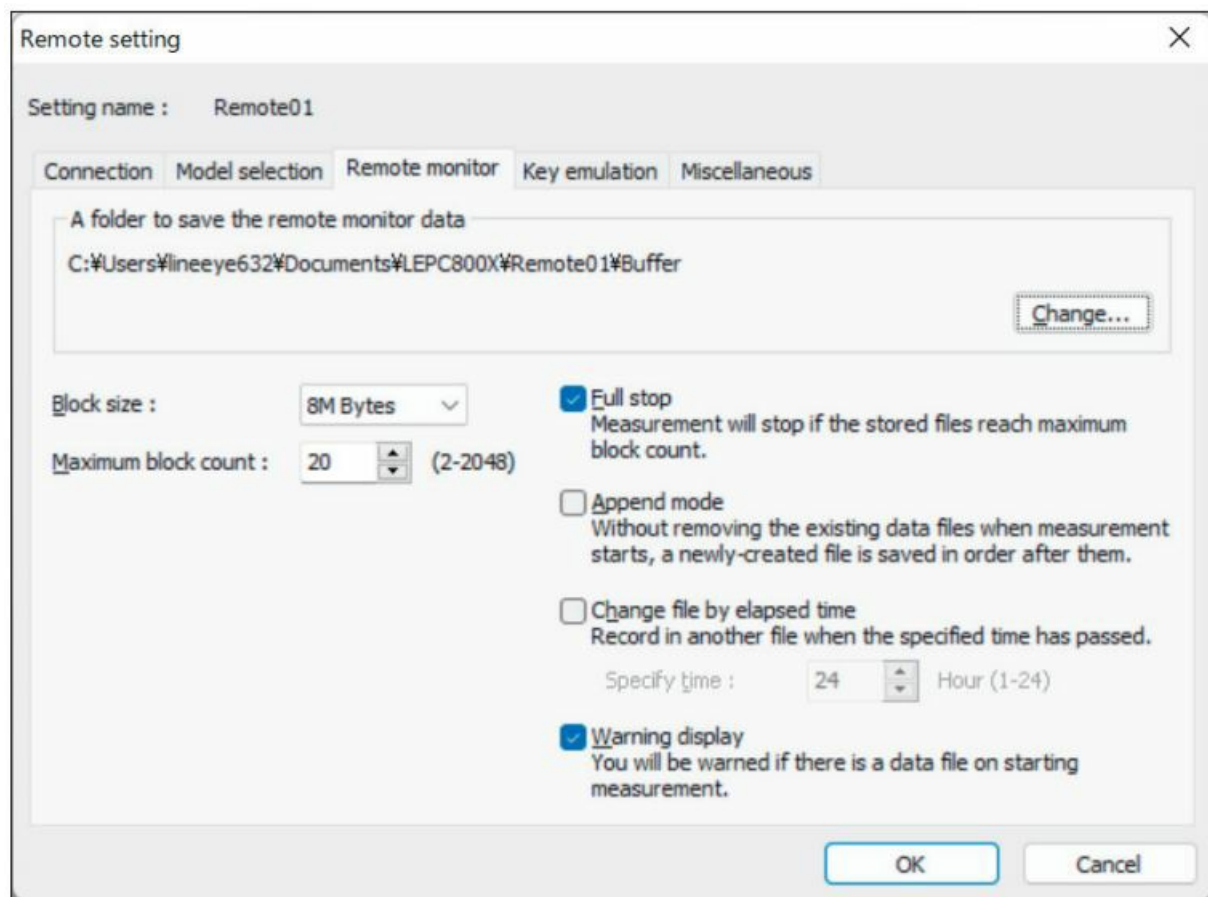 Remote setting
Setting name : Remote01
Connection Model selection Remote monitor Key emulation Miscellaneous
A folder to save the remote monitor data
C:¥Users¥lineeye632¥Documents¥LEPC800X¥Remote01¥Buffer
Change...
Block size : 8M Bytes
Maximum block count : 20 (2-2048)
Full stop
Measurement will stop if the stored files reach maximum
block count.
Append mode
Without removing the existing data files when measurement
starts, a newly-created file is saved in order after them.
Change file by elapsed time
Record in another file when the specified time has passed.
Specify time : 24 Hour (1-24)
Warning display
You will be warned if there is a data file on starting
measurement.
OK Cancel